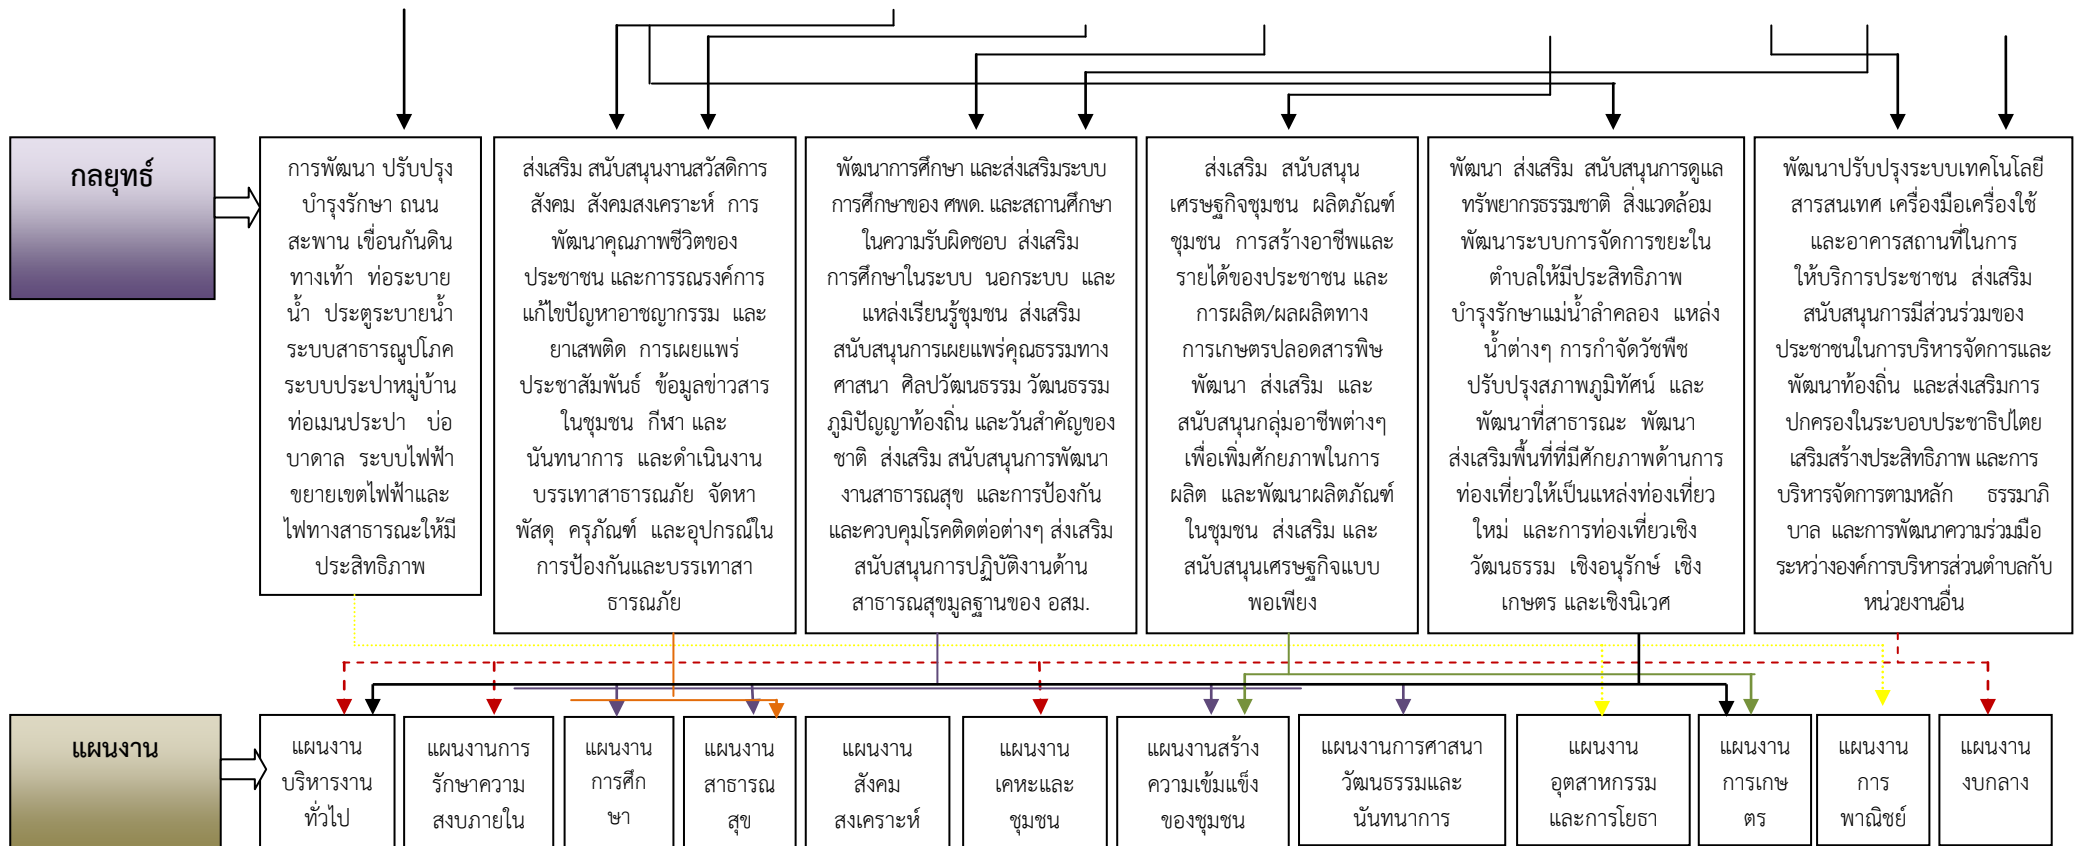 กลยุทธ์
การพัฒนา ปรับปรุง
บำรุงรักษา ถนน
สะพาน เขื่อนกันดิน
ทางเท้า ท่อระบาย
น้ำ ประตูระบายน้ำ
ระบบสาธารณูปโภค
ระบบประปาหมู่บ้าน
ท่อเมนประปา บ่อ
บาดาล ระบบไฟฟ้า
ขยายเขตไฟฟ้าและ
ไฟทางสาธารณะให้มี
ประสิทธิภาพ
ส่งเสริม สนับสนุนงานสวัสดิการ
สังคม สังคมสงเคราะห์ การ
พัฒนาคุณภาพชีวิตของ
ประชาชน และการรณรงค์การ
แก้ไขปัญหาอาชญากรรม และ
ยาเสพติด การเผยแพร่
ประชาสัมพันธ์ ข้อมูลข่าวสาร
ในชุมชน กีฬา และ
นันทนาการ และดำเนินงาน
บรรเทาสาธารณภัย จัดหา
พัสดุ ครุภัณฑ์ และอุปกรณ์ใน
การป้องกันและบรรเทาสา
ธารณภัย
พัฒนาการศึกษา และส่งเสริมระบบ
การศึกษาของ ศพด. และสถานศึกษา
ในความรับผิดชอบ ส่งเสริม
การศึกษาในระบบ นอกระบบ และ
แหล่งเรียนรู้ชุมชน ส่งเสริม
สนับสนุนการเผยแพร่คุณธรรมทาง
ศาสนา ศิลปวัฒนธรรม วัฒนธรรม
ภูมิปัญญาท้องถิ่น และวันสำคัญของ
ชาติ ส่งเสริม สนับสนุนการพัฒนา
งานสาธารณสุข และการป้องกัน
และควบคุมโรคติดต่อต่างๆ ส่งเสริม
สนับสนุนการปฏิบัติงานด้าน
สาธารณสุขมูลฐานของ อสม.
ส่งเสริม สนับสนุน
เศรษฐกิจชุมชน ผลิตภัณฑ์
ชุมชน การสร้างอาชีพและ
รายได้ของประชาชน และ
การผลิต/ผลผลิตทาง
การเกษตรปลอดสารพิษ
พัฒนา ส่งเสริม และ
สนับสนุนกลุ่มอาชีพต่างๆ
เพื่อเพิ่มศักยภาพในการ
ผลิต และพัฒนาผลิตภัณฑ์
ในชุมชน ส่งเสริม และ
สนับสนุนเศรษฐกิจแบบ
พอเพียง
พัฒนา ส่งเสริม สนับสนุนการดูแล
ทรัพยากรธรรมชาติ สิ่งแวดล้อม
พัฒนาระบบการจัดการขยะใน
ตำบลให้มีประสิทธิภาพ
บำรุงรักษาแม่น้ำลำคลอง แหล่ง
น้ำต่างๆ การกำจัดวัชพืช
ปรับปรุงสภาพภูมิทัศน์ และ
พัฒนาที่สาธารณะ พัฒนา
ส่งเสริมพื้นที่ที่มีศักยภาพด้านการ
ท่องเที่ยวให้เป็นแหล่งท่องเที่ยว
ใหม่ และการท่องเที่ยวเชิง
วัฒนธรรม เชิงอนุรักษ์ เชิง
เกษตร และเชิงนิเวศ
พัฒนาปรับปรุงระบบเทคโนโลยี
สารสนเทศ เครื่องมือเครื่องใช้
และอาคารสถานที่ในการ
ให้บริการประชาชน ส่งเสริม
สนับสนุนการมีส่วนร่วมของ
ประชาชนในการบริหารจัดการและ
พัฒนาท้องถิ่น และส่งเสริมการ
ปกครองในระบอบประชาธิปไตย
เสริมสร้างประสิทธิภาพ และการ
บริหารจัดการตามหลัก ธรรมาภิ
บาล และการพัฒนาความร่วมมือ
ระหว่างองค์การบริหารส่วนตำบลกับ
หน่วยงานอื่น
แผนงาน
แผนงาน
บริหารงาน
ทั่วไป
แผนงานการ
รักษาความ
สงบภายใน
แผนงาน
การศึก
ษา
แผนงาน
สาธารณ
สุข
แผนงาน
สังคม
สงเคราะห์
แผนงาน
เคหะและ
ชุมชน
แผนงานสร้าง
ความเข้มแข็ง
ของชุมชน
แผนงานการศาสนา
วัฒนธรรมและ
นันทนาการ
แผนงาน
อุตสาหกรรม
และการโยธา
แผนงาน
การเกษ
ตร
แผนงาน
การ
พาณิชย์
แผนงาน
งบกลาง